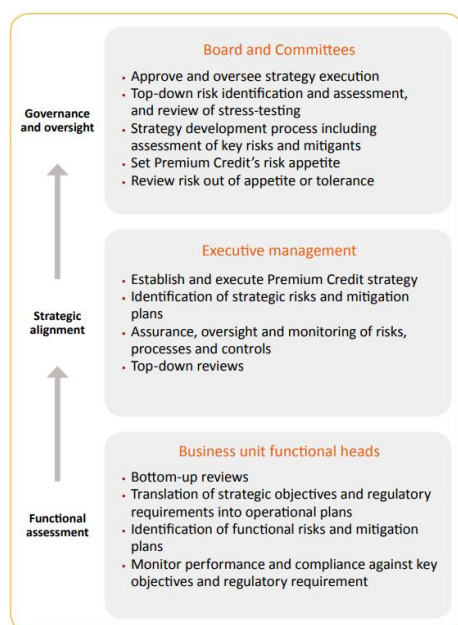 Board and Committees
• Approve and oversee strategy execution
• Top-down risk identification and assessment,
and review of stress-testing
• Strategy development process including
assessment of key risks and mitigants
• Set Premium Credit's risk appetite
• Review risk out of appetite or tolerance
Governance
and oversight
Executive management
• Establish and execute Premium Credit strategy
• Identification of strategic risks and mitigation
plans
• Assurance, oversight and monitoring of risks,
processes and controls
• Top-down reviews
Strategic
alignment
Business unit functional heads
• Bottom-up reviews
• Translation of strategic objectives and regulatory
requirements into operational plans
• Identification of functional risks and mitigation
plans
• Monitor performance and compliance against key
objectives and regulatory requirement
Functional
assessment